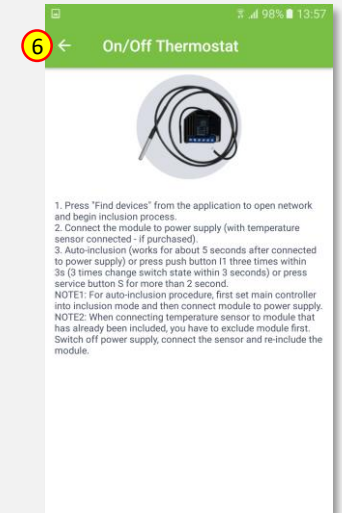 98% 13:57
6
On/Off Thermostat
1. Press "Find devices" from the application to open network
and begin inclusion process.
2. Connect the module to power supply (with temperature
sensor connected - if purchased).
3. Auto-inclusion (works for about 5 seconds after connected
to power supply) or press push button I1 three times within
3s (3 times change switch state within 3 seconds) or press
service button S for more than 2 second.
NOTE1: For auto-inclusion procedure, first set main controller
into inclusion mode and then connect module to power supply.
NOTE2: When connecting temperature sensor to module that
has already been included, you have to exclude module first.
Switch off power supply, connect the sensor and re-include the
module.